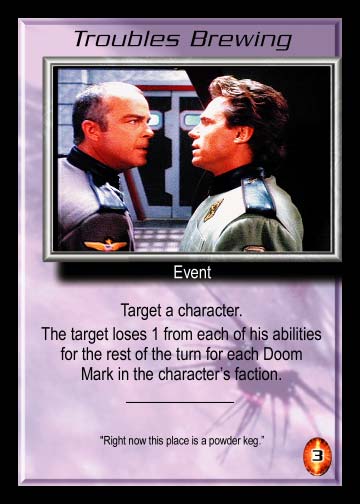 Troubles Brewing
Event
Target a character.
The target loses 1 from each of his abilities
for the rest of the turn for each Doom
Mark in the character's faction.
"Right now this place is a powder keg."
3